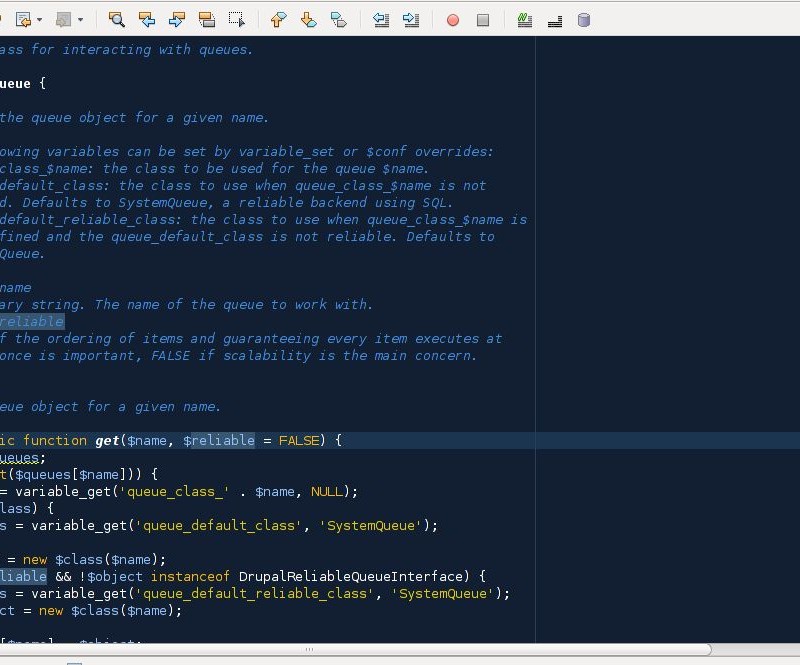 ass for interacting with queues.
ueue {
the queue object for a given name.
owing variables can be set by variable_set or $conf overrides:
class_$name: the class to be used for the queue $name.
default_class: the class to use when queue_class_$name is not
d. Defaults to SystemQueue, a reliable backend using SQL.
default_reliable_class: the class to use when queue_class_$name is
fined and the queue_default_class is not reliable. Defaults to
Queue.
name
ary string. The name of the queue to work with.
reliable
f the ordering of items and guaranteeing every item executes at
once is important, FALSE if scalability is the main concern.
eue object for a given name.
ic function get($name, $reliable = FALSE) {
ueues;
t($queues[$name])) {
= variable_get('queue_class_' . $name, NULL);
lass) {
s = variable_get('queue_default_class', 'SystemQueue');
= new $class($name);
liable && !$object instanceof DrupalReliableQueueInterface) {
s = variable_get('queue_default_reliable_class', 'SystemQueue');
ct = new $class($name);
[$name] = $object;